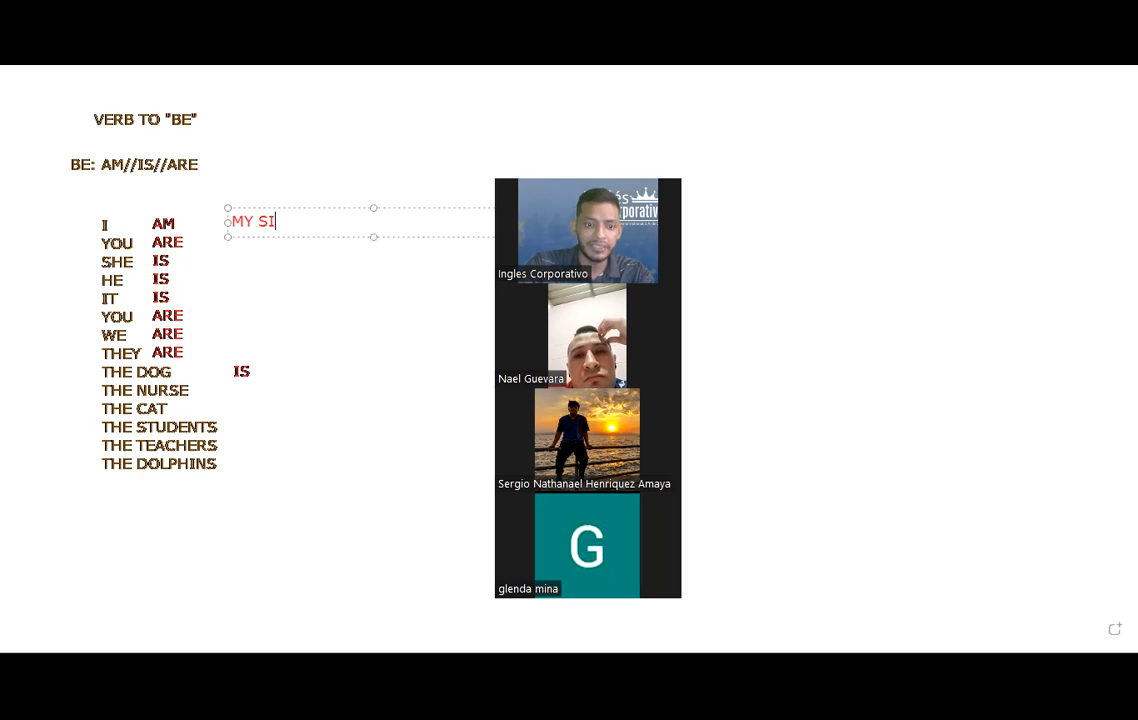 VERB TO "BE"
BE: AM//IS//ARE
I AM MY SI
YOU ARE
SHE IS
HE IS
IT IS
YOU ARE
WE ARE
THEY ARE
THE DOG IS
THE NURSE
THE CAT
THE STUDENTS
THE TEACHERS
THE DOLPHINS
Ingles Corporativo
Nael Guevara
Sergio Nathanael Henriquez Amaya
G
glenda mina